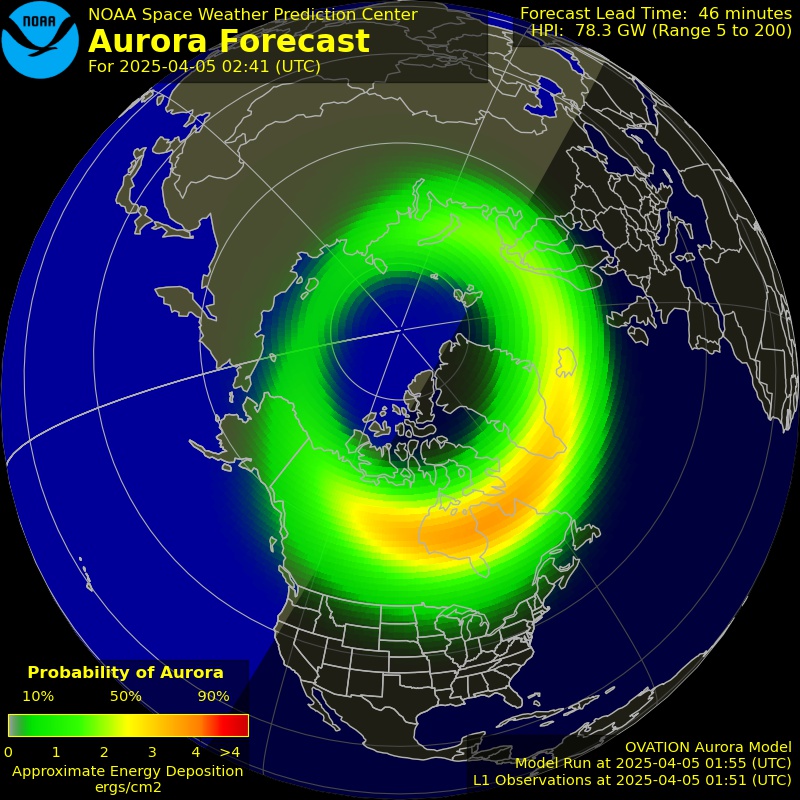 NOAA
NOAA Space Weather Prediction Center
Aurora Forecast
For 2025-04-05 02:41 (UTC)
Forecast Lead Time: 46 minutes
HPI: 78.3 GW (Range 5 to 200)
Probability of Aurora
10% 50% 90%
0 1 2 3 4 >4
Approximate Energy Deposition
ergs/cm2
OVATION Aurora Model
Model Run at 2025-04-05 01:55 (UTC)
L1 Observations at 2025-04-05 01:51 (UTC)